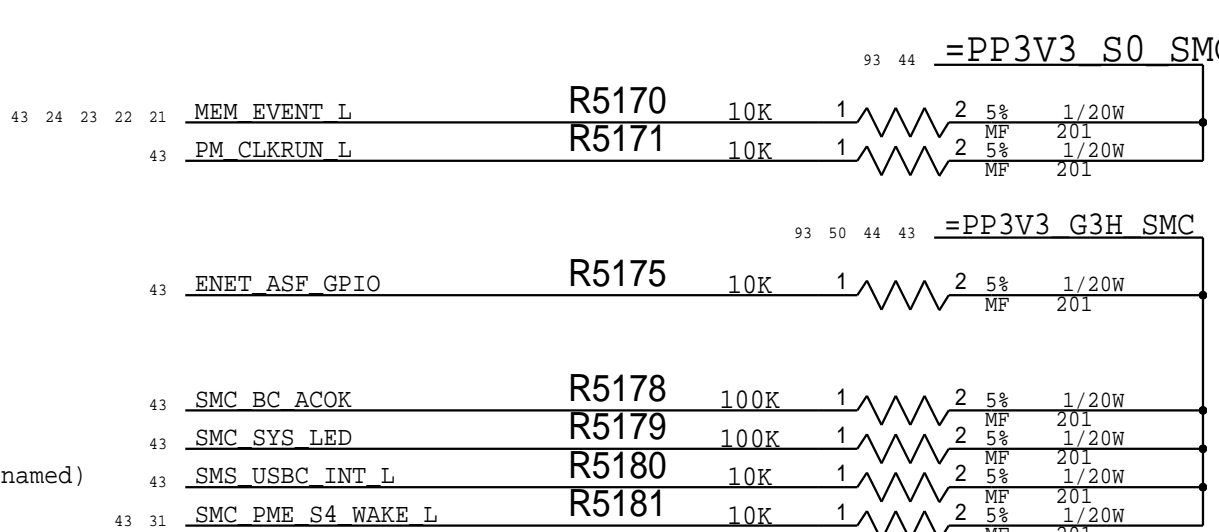 93 44 =PP3V3_S0_SMC
43 24 23 22 21 MEM_EVENT_L R5170 10K 1 2 5% 1/20W
MF 201
43 PM_CLKRUN_L R5171 10K 1 2 5% 1/20W
MF 201
93 50 44 43 =PP3V3_G3H_SMC
43 ENET_ASF_GPIO R5175 10K 1 2 5% 1/20W
MF 201
43 SMC_BC_ACOK R5178 100K 1 2 5% 1/20W
MF 201
43 SMC_SYS_LED R5179 100K 1 2 5% 1/20W
MF 201
named) 43 SMS_USBC_INT_L R5180 10K 1 2 5% 1/20W
MF 201
43 31 SMC_PME_S4_WAKE_L R5181 10K 1 2 5% 1/20W
MF 201